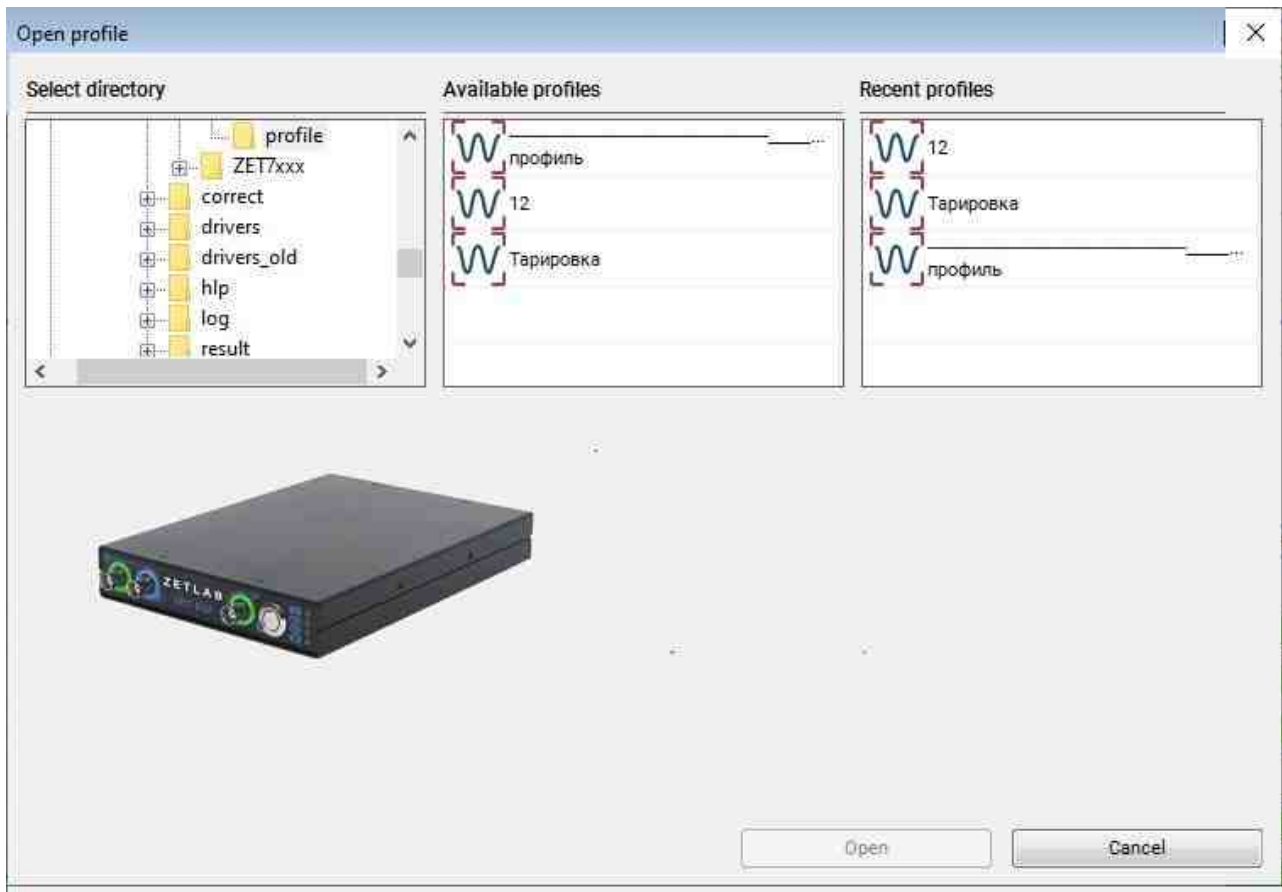 Open profile
Select directory
Available profiles
Recent profiles
profile
ZET7xxx
correct
drivers
drivers_old
hlp
log
result
профиль
12
Тарировка
12
Тарировка
профиль
ZETLAB
Open
Cancel